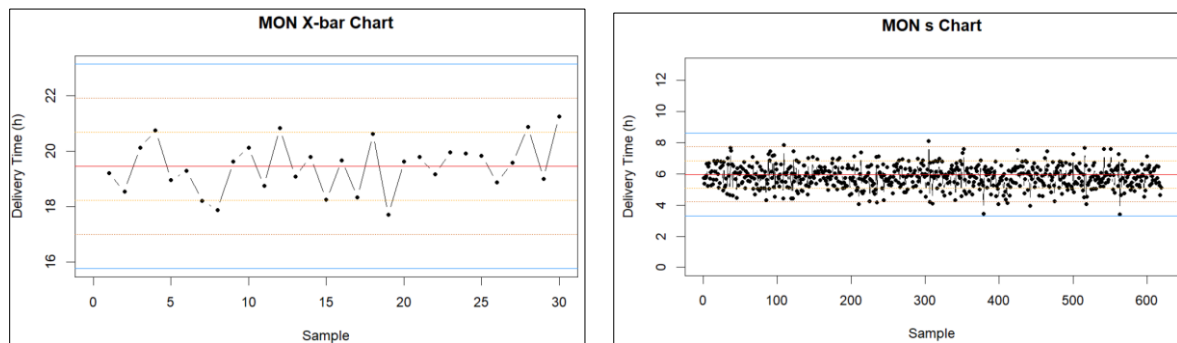 MON X-bar Chart
Delivery Time (h)
22
20
18
16
0 5 10 15 20 25 30
Sample
MON s Chart
Delivery Time (h)
12
10
8
6
4
2
0
0 100 200 300 400 500 600
Sample